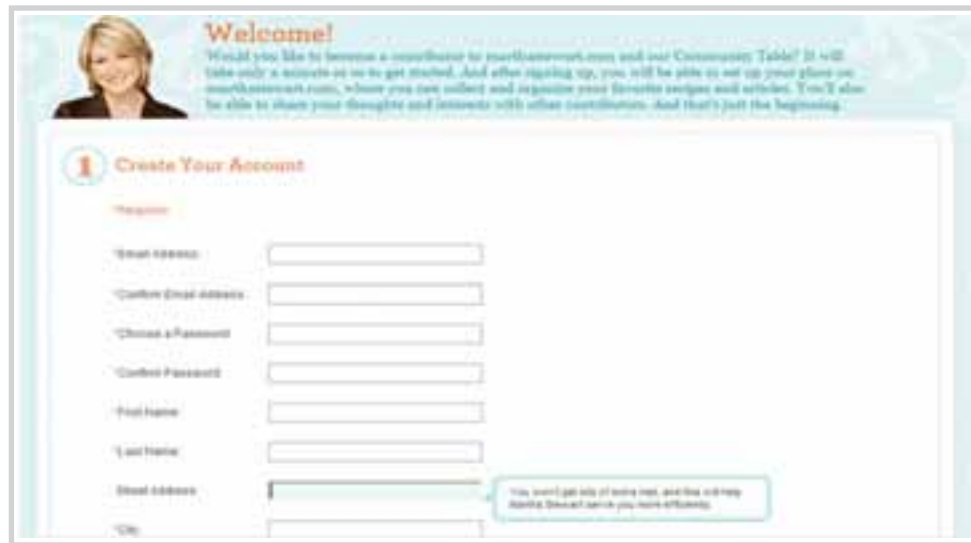 Welcome!
Would you like to become a contributor to marthastewart.com and our Community Table? It will
take only a minute or so to get started. And after signing up, you will be able to set up your place on
marthastewart.com, where you can collect and organize your favorite recipes and articles. You'll also
be able to share your thoughts and interests with other contributors. And that's just the beginning.
1 Create Your Account
*Required
*Email Address
*Confirm Email Address
*Choose a Password
*Confirm Password
*First Name
*Last Name
Street Address
You won't get lots of extra mail, and this will help
Martha Stewart serve you more efficiently.
*City